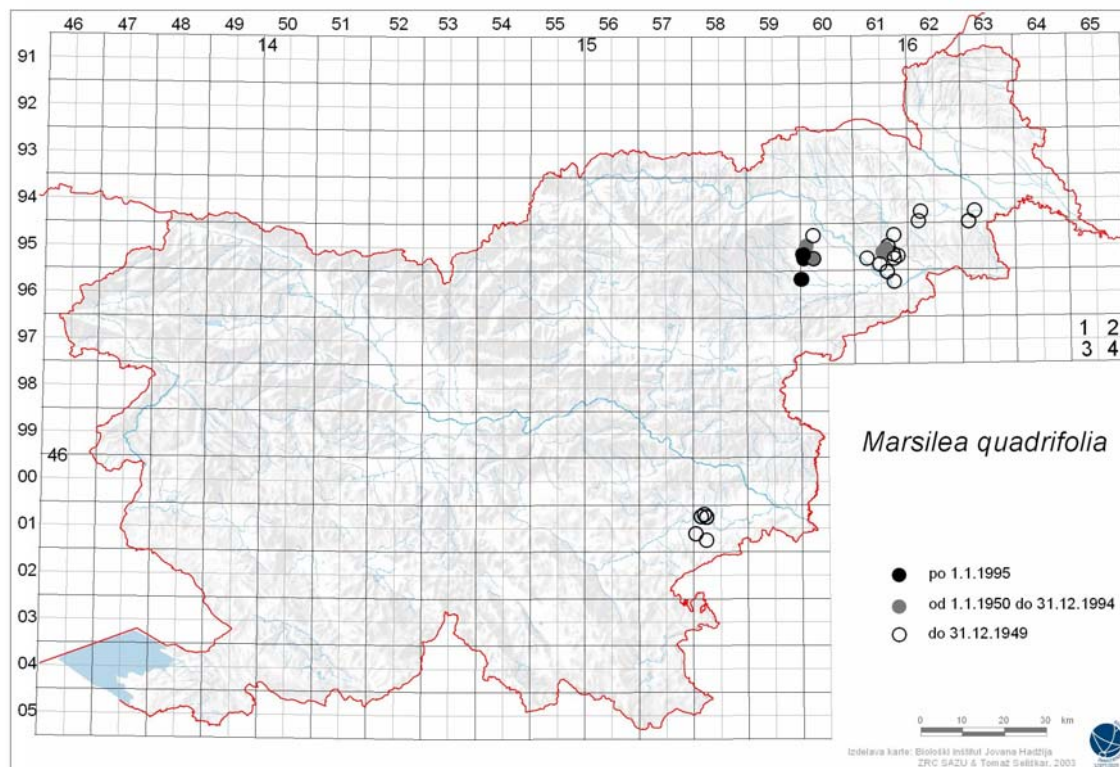 46 47 48 49 50 51 52 53 54 55 56 57 58 59 60 61 62 63 64 65
14 15 16
91
92
93
94
95
96
97
1 2
3 4
98
99
46
00
01
02
03
04
05
Marsilea quadrifolia
po 1.1.1995
od 1.1.1950 do 31.12.1994
do 31.12.1949
0 10 20 30 km
Izdelava karte: Biološki inštitut Jovana Hadžija
ZRC SAZU & Tomaž Seliškar, 2003